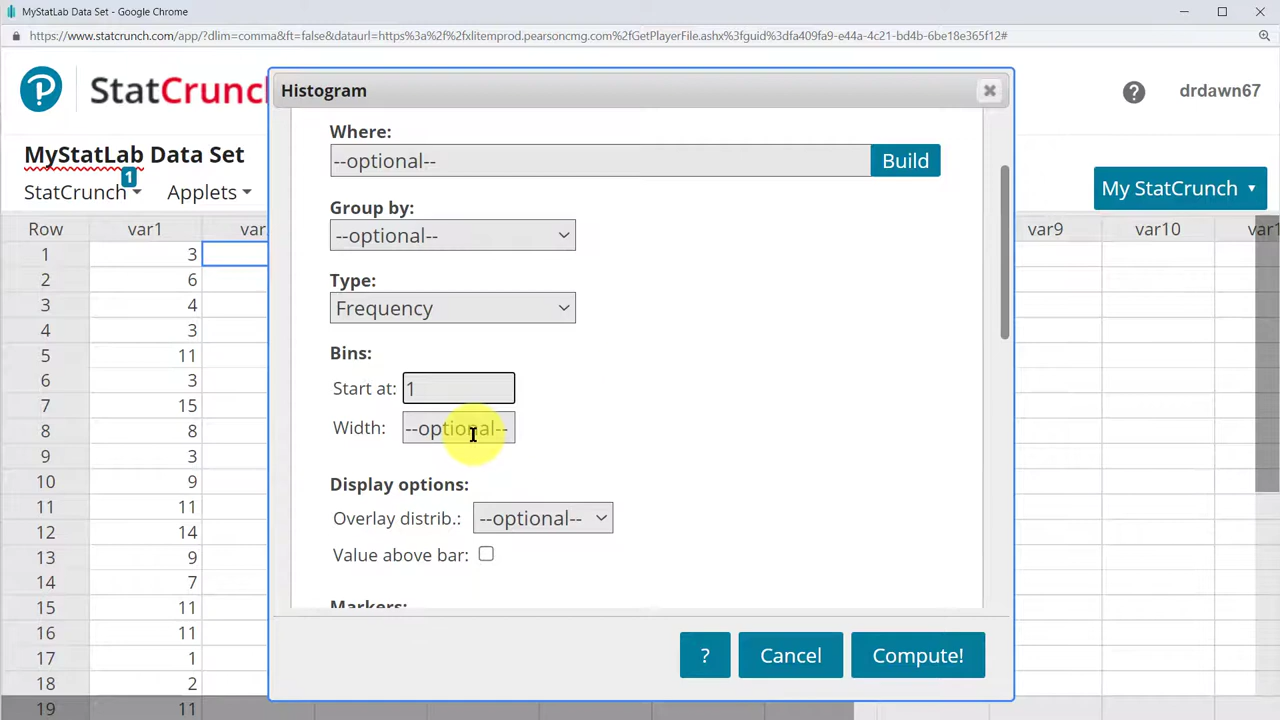 MyStatLab Data Set - Google Chrome
https://www.statcrunch.com/app/?dlim=comma&ft=false&dataurl=https%3a%2f%2fxlitemprod.pearsoncmg.com%2fGetPlayerFile.ashx%3fguid%3dfa409fa9-e44a-4c21-bd4b-6be18e365f12#
StatCrunch
Histogram
?
drdawn67
MyStatLab Data Set
StatCrunch 1 Applets
My StatCrunch
Where:
--optional--
Build
Group by:
--optional--
Type:
Frequency
Bins:
Start at: 1
Width: --optional--
Display options:
Overlay distrib.: --optional--
Value above bar:
Markers:
? Cancel Compute!
Row var1 var var9 var10 var1
1 3
2 6
3 4
4 3
5 11
6 3
7 15
8 8
9 3
10 9
11 11
12 14
13 9
14 7
15 11
16 11
17 1
18 2
19 11